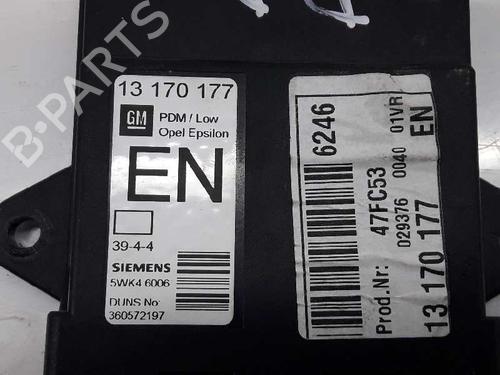 13 170 177
GM
PDM / Low
Opel Epsilon
EN
39-4-4
SIEMENS
5WK4 6006
DUNS No:
360572197
6246
Prod.Nr: 47FC53
029376 0040 01VR
13 170 177 EN
B-PARTS